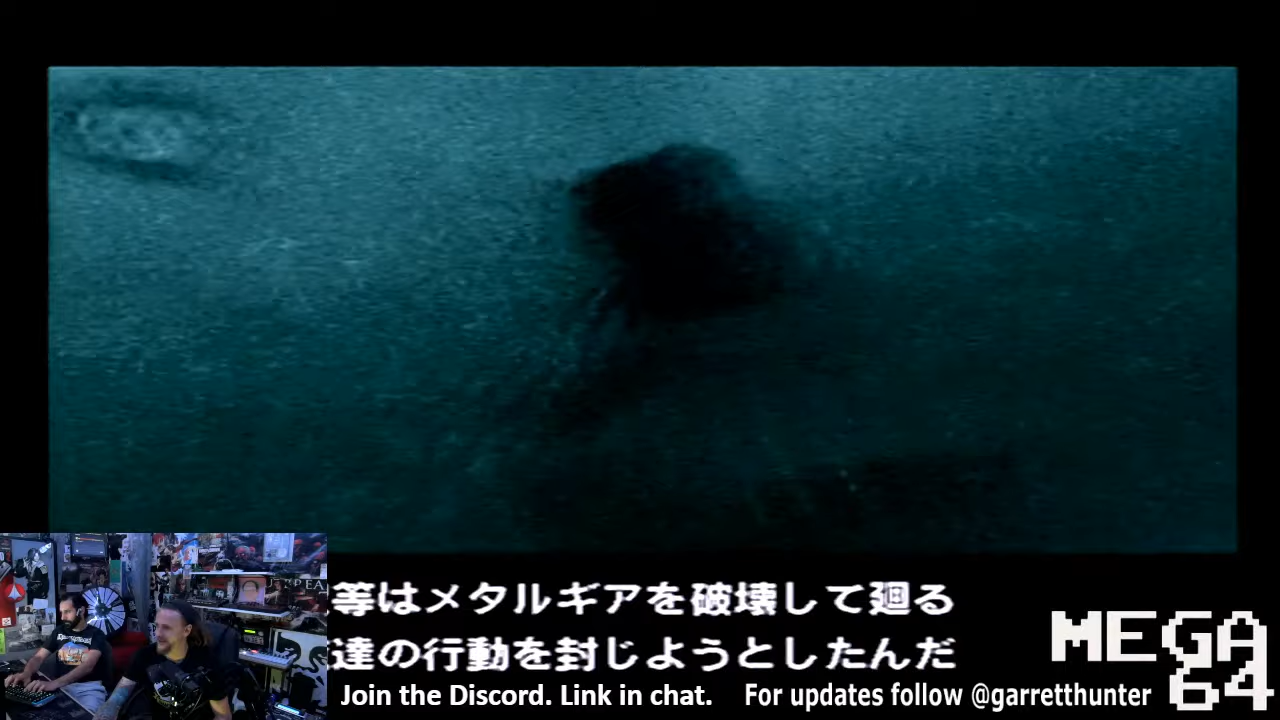 等はメタルギアを破壊して廻る
達の行動を封じようとしたんだ
Join the Discord. Link in chat. For updates follow @garretthunter
MEGA
64